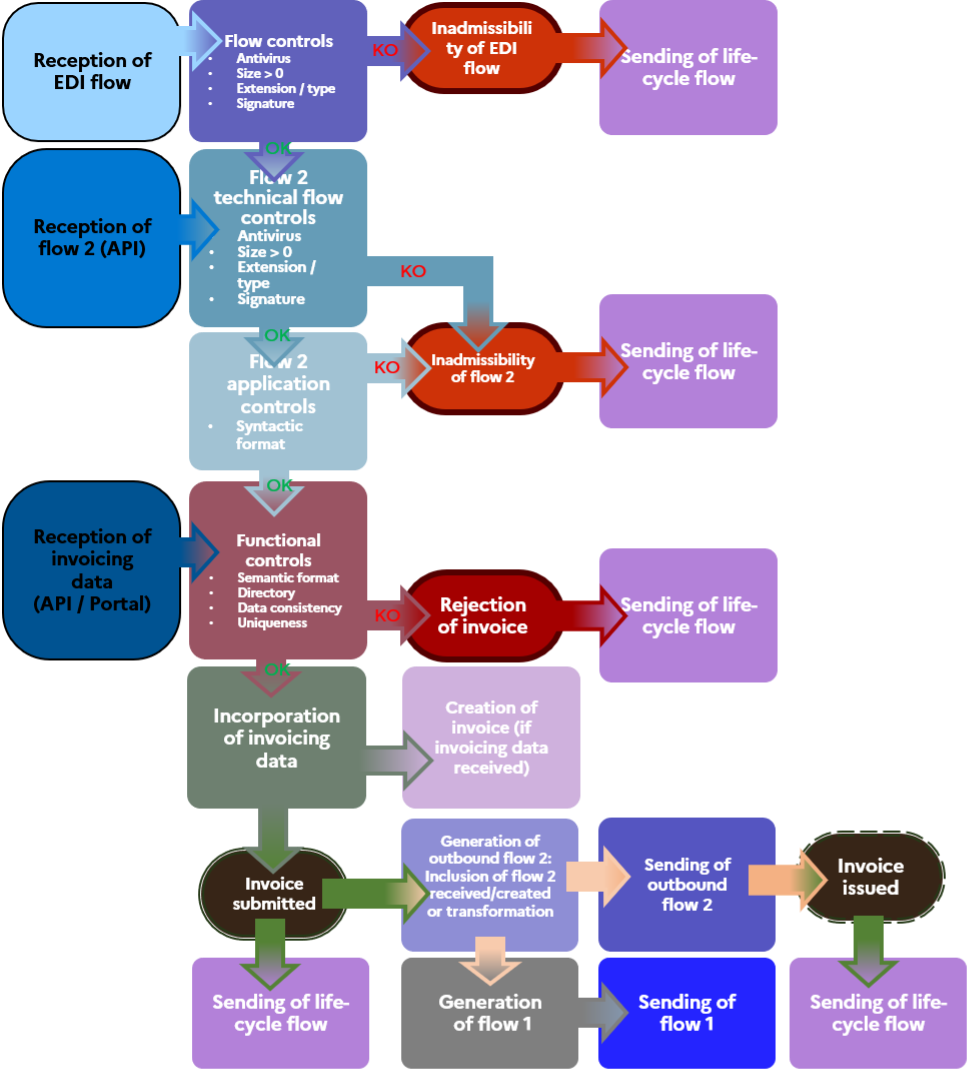 Reception of
EDI flow
Flow controls
• Antivirus
• Size > 0
• Extension / type
• Signature
KO
Inadmissibili
ty of EDI
flow
Sending of life-
cycle flow
OK
Reception of
flow 2 (API)
Flow 2
technical flow
controls
Antivirus
• Size > 0
• Extension /
type
• Signature
KO
OK
Flow 2
application
controls
• Syntactic
format
KO
Inadmissibility
of flow 2
Sending of life-
cycle flow
OK
Reception of
invoicing
data
(API / Portal)
Functional
controls
• Semantic format
• Directory
• Data consistency
• Uniqueness
KO
Rejection
of invoice
Sending of life-
cycle flow
OK
Incorporation
of invoicing
data
Creation of
invoice (if
invoicing data
received)
Invoice
submitted
Generation of
outbound flow 2:
Inclusion of flow 2
received/created
or transformation
Sending of
outbound
flow 2
Invoice
issued
Sending of life-
cycle flow
Generation
of flow 1
Sending of
flow 1
Sending of life-
cycle flow